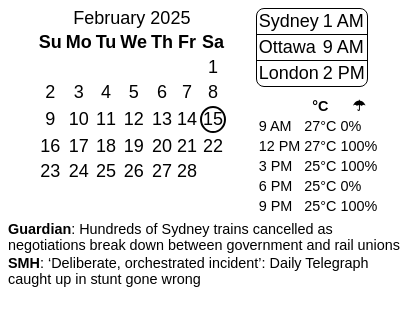 February 2025
Su Mo Tu We Th Fr Sa
1
2 3 4 5 6 7 8
9 10 11 12 13 14 15
16 17 18 19 20 21 22
23 24 25 26 27 28
Sydney 1 AM
Ottawa 9 AM
London 2 PM
°C ☂
9 AM 27°C 0%
12 PM 27°C 100%
3 PM 25°C 100%
6 PM 25°C 0%
9 PM 25°C 100%
Guardian: Hundreds of Sydney trains cancelled as
negotiations break down between government and rail unions
SMH: ‘Deliberate, orchestrated incident’: Daily Telegraph
caught up in stunt gone wrong